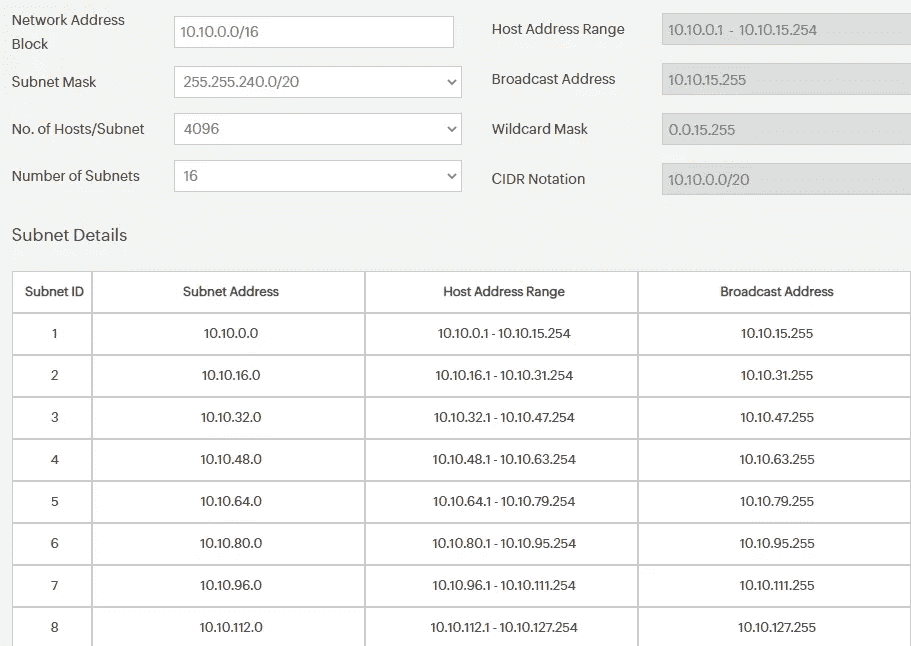 Network Address
Block
10.10.0.0/16
Host Address Range
10.10.0.1 - 10.10.15.254
Subnet Mask
255.255.240.0/20
Broadcast Address
10.10.15.255
No. of Hosts/Subnet
4096
Wildcard Mask
0.0.15.255
Number of Subnets
16
CIDR Notation
10.10.0.0/20
Subnet Details
Subnet ID Subnet Address Host Address Range Broadcast Address
1 10.10.0.0 10.10.0.1 - 10.10.15.254 10.10.15.255
2 10.10.16.0 10.10.16.1 - 10.10.31.254 10.10.31.255
3 10.10.32.0 10.10.32.1 - 10.10.47.254 10.10.47.255
4 10.10.48.0 10.10.48.1 - 10.10.63.254 10.10.63.255
5 10.10.64.0 10.10.64.1 - 10.10.79.254 10.10.79.255
6 10.10.80.0 10.10.80.1 - 10.10.95.254 10.10.95.255
7 10.10.96.0 10.10.96.1 - 10.10.111.254 10.10.111.255
8 10.10.112.0 10.10.112.1 - 10.10.127.254 10.10.127.255